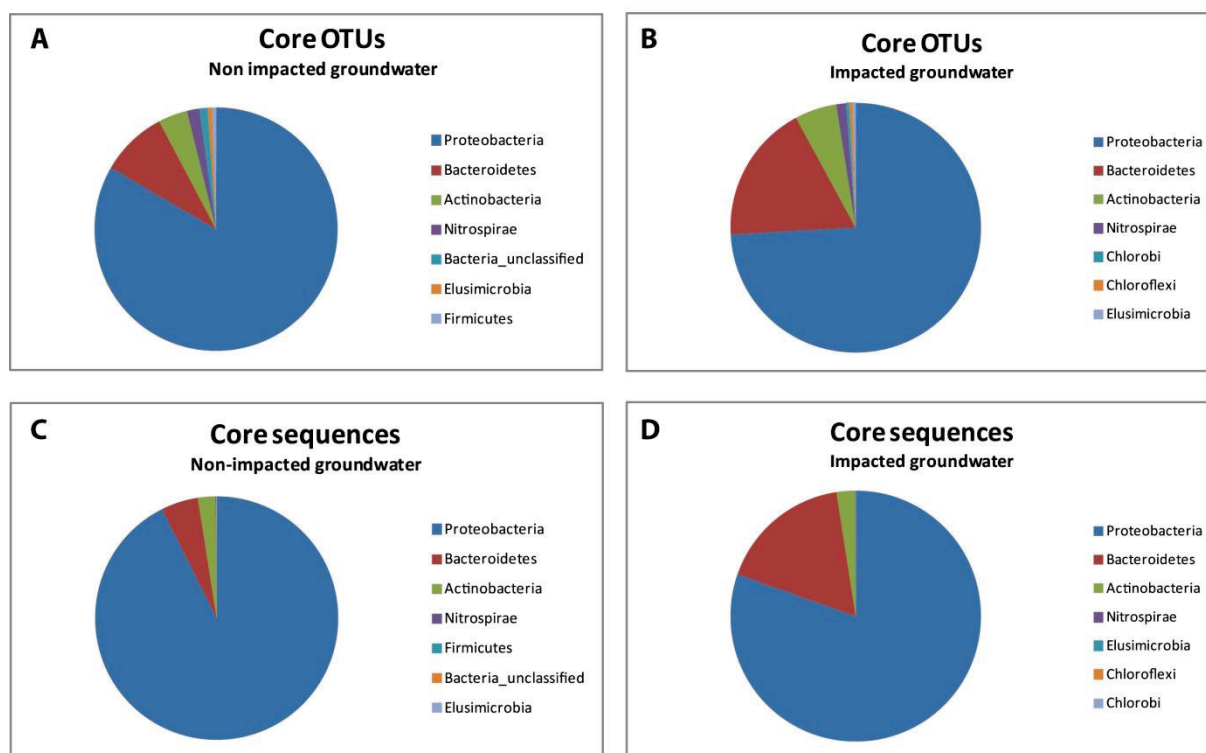 A
Core OTUs
Non impacted groundwater
Proteobacteria
Bacteroidetes
Actinobacteria
Nitrospirae
Bacteria_unclassified
Elusimicrobia
Firmicutes
B
Core OTUs
Impacted groundwater
Proteobacteria
Bacteroidetes
Actinobacteria
Nitrospirae
Chlorobi
Chloroflexi
Elusimicrobia
C
Core sequences
Non-impacted groundwater
Proteobacteria
Bacteroidetes
Actinobacteria
Nitrospirae
Firmicutes
Bacteria_unclassified
Elusimicrobia
D
Core sequences
Impacted groundwater
Proteobacteria
Bacteroidetes
Actinobacteria
Nitrospirae
Elusimicrobia
Chloroflexi
Chlorobi